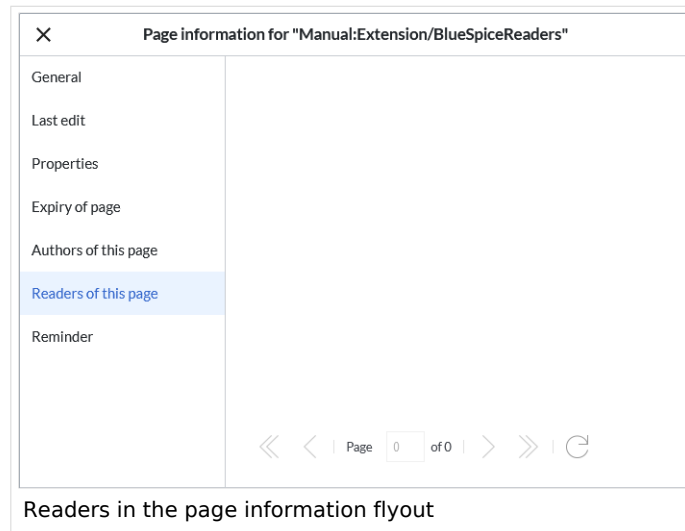 Page information for "Manual:Extension/BlueSpiceReaders"
General
Last edit
Properties
Expiry of page
Authors of this page
Readers of this page
Reminder
Page 0 of 0
Readers in the page information flyout